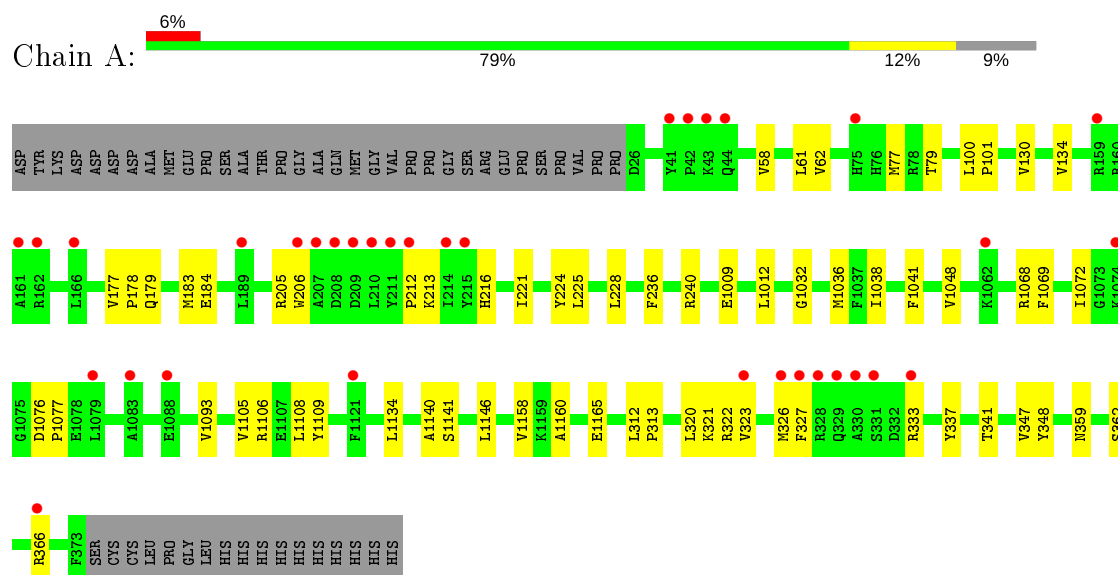 6%
Chain A:
79% 12% 9%
ASP TYR LYS ASP ASP ASP ASP ALA MET GLU PRO SER ALA THR PRO GLY ALA GLN MET GLY VAL PRO PRO GLY SER ARG GLU PRO SER PRO VAL PRO PRO D26 Y41 P42 K43 Q44 V58 L61 V62 H75 H76 M77 R78 T79 L100 P101 V130 V134 R159 R160
A161 R162 L166 V177 P178 Q179 M183 E184 L189 R205 W206 A207 D208 D209 L210 Y211 P212 K213 I214 Y215 H216 I221 Y224 L225 L228 F236 R240 E1009 L1012 G1032 M1036 F1037 I1038 F1041 V1048 K1062 R1068 F1069 I1072 G1073 K1074
G1075 D1076 P1077 E1078 L1079 A1083 E1088 V1093 V1105 R1106 E1107 L1108 Y1109 F1121 L1134 A1140 S1141 L1146 V1158 K1159 A1160 E1165 L312 P313 L320 K321 R322 V323 M326 F327 R328 Q329 A330 S331 D332 R333 Y337 T341 V347 Y348 N359 S362
R366 F373 SER CYS CYS LEU PRO GLY LEU HIS HIS HIS HIS HIS HIS HIS HIS HIS HIS